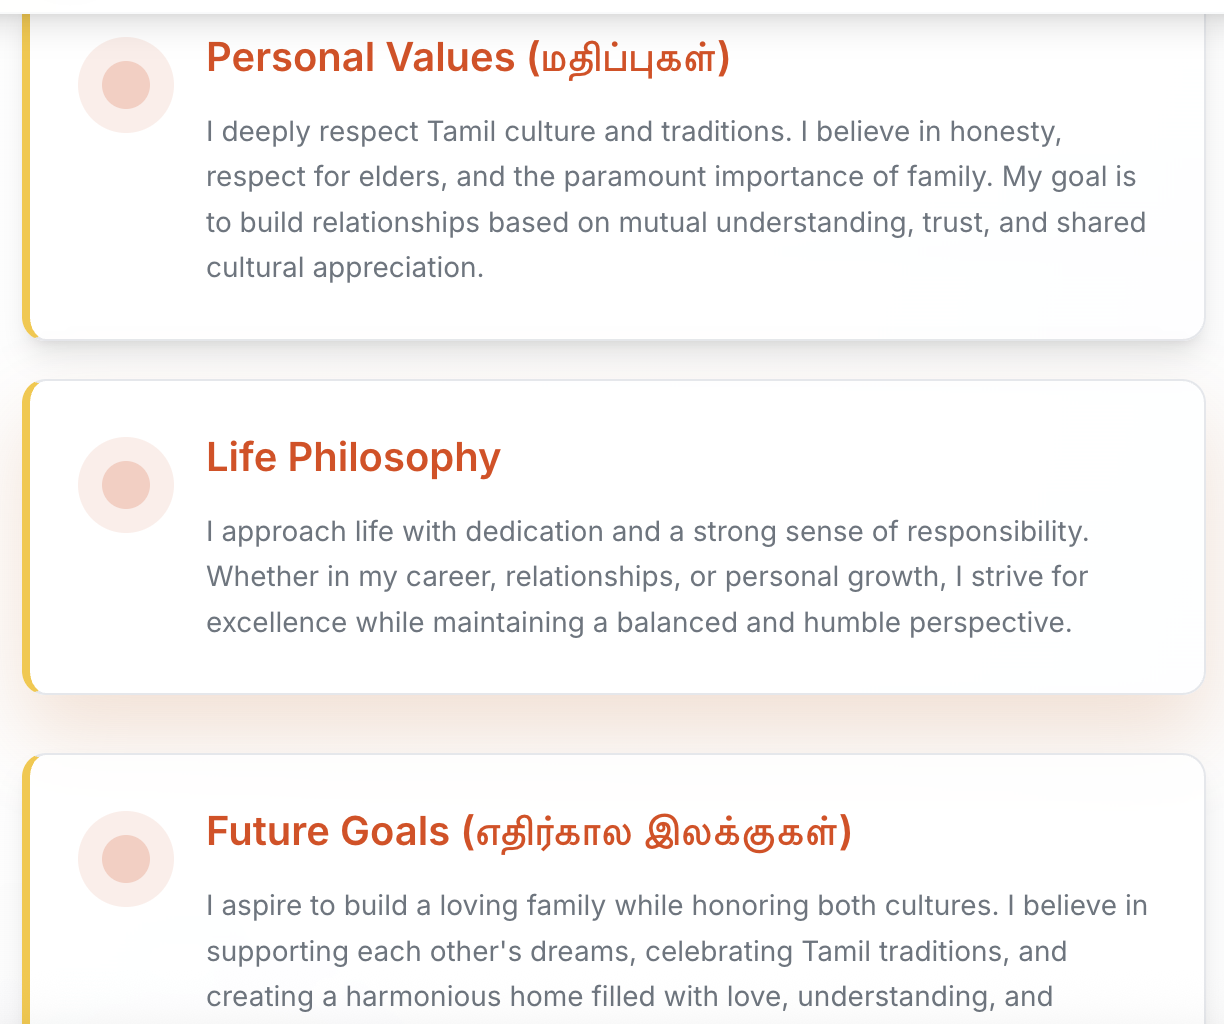 Personal Values (மதிப்புகள்)
I deeply respect Tamil culture and traditions. I believe in honesty,
respect for elders, and the paramount importance of family. My goal is
to build relationships based on mutual understanding, trust, and shared
cultural appreciation.
Life Philosophy
I approach life with dedication and a strong sense of responsibility.
Whether in my career, relationships, or personal growth, I strive for
excellence while maintaining a balanced and humble perspective.
Future Goals (எதிர்கால இலக்குகள்)
I aspire to build a loving family while honoring both cultures. I believe in
supporting each other's dreams, celebrating Tamil traditions, and
creating a harmonious home filled with love, understanding, and